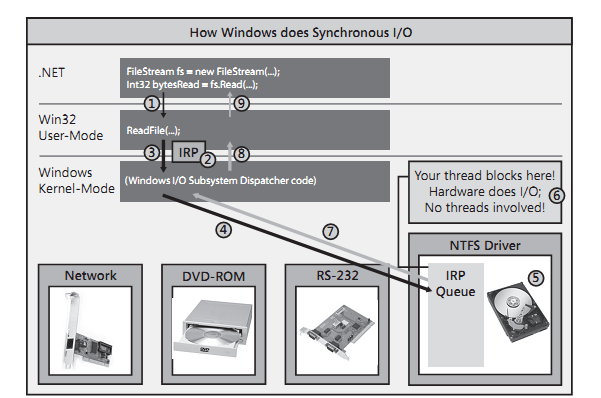 How Windows does Synchronous I/O
.NET
FileStream fs = new FileStream(...);
Int32 bytesRead = fs.Read(...);
1
9
Win32
User-Mode
ReadFile(...);
3
IRP
2
8
Windows
Kernel-Mode
(Windows I/O Subsystem Dispatcher code)
Your thread blocks here!
Hardware does I/O;
No threads involved!
6
4
7
NTFS Driver
IRP
Queue
5
Network
DVD-ROM
RS-232